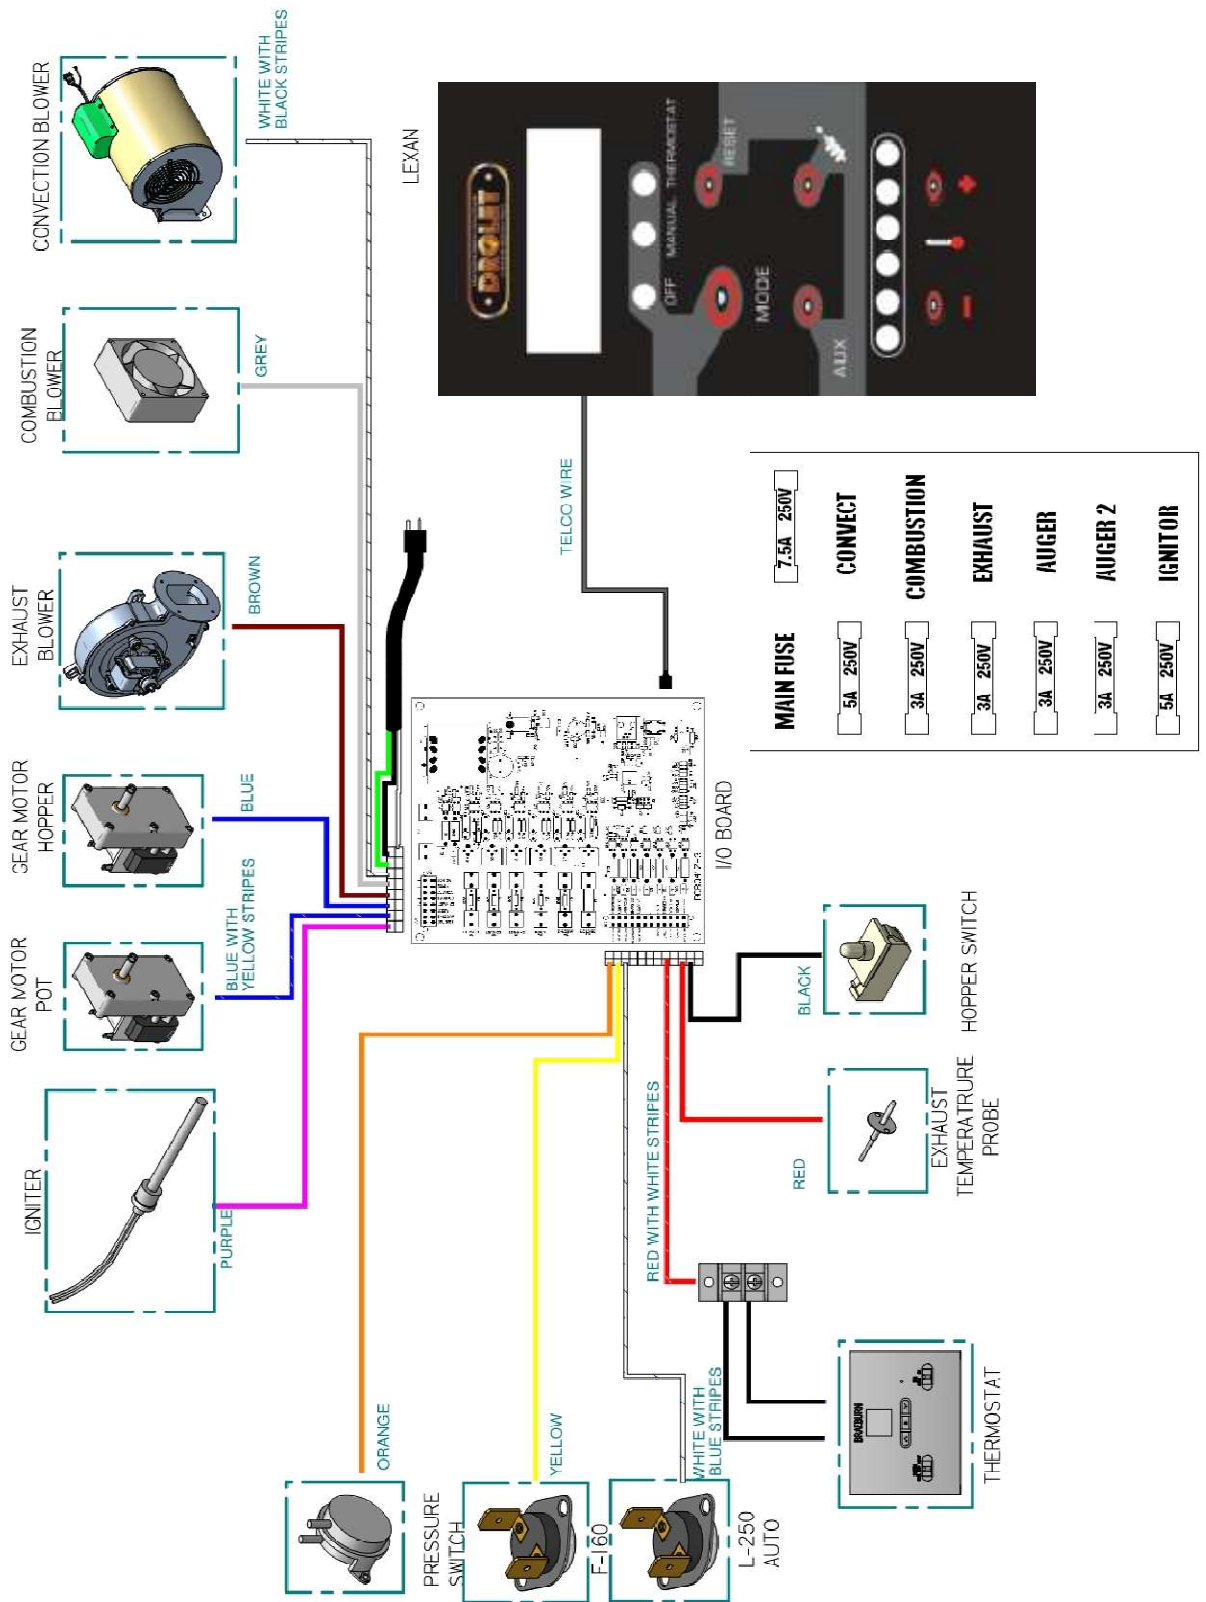 CONVECTION BLOWER
WHITE WITH
BLACK STRIPES
COMBUSTION
BLOWER
GREY
EXHAUST
BLOWER
BROWN
GEAR MOTOR
HOPPER
BLUE
GEAR MOTOR
POT
BLUE WITH
YELLOW STRIPES
IGNITER
PURPLE
LEXAN
DROLET
OFF
MANUAL
THERMOSTAT
MODE
RESET
AUX
TELCO WIRE
I/O BOARD
MAIN FUSE
7.5A 250V
5A 250V
CONVECT
3A 250V
COMBUSTION
3A 250V
EXHAUST
3A 250V
AUGER
3A 250V
AUGER 2
5A 250V
IGNITOR
ORANGE
PRESSURE
SWITCH
YELLOW
F-160
WHITE WITH
BLUE STRIPES
L-250
AUTO
RED WITH WHITE STRIPES
THERMOSTAT
RED
EXHAUST
TEMPERATRURE
PROBE
BLACK
HOPPER SWITCH